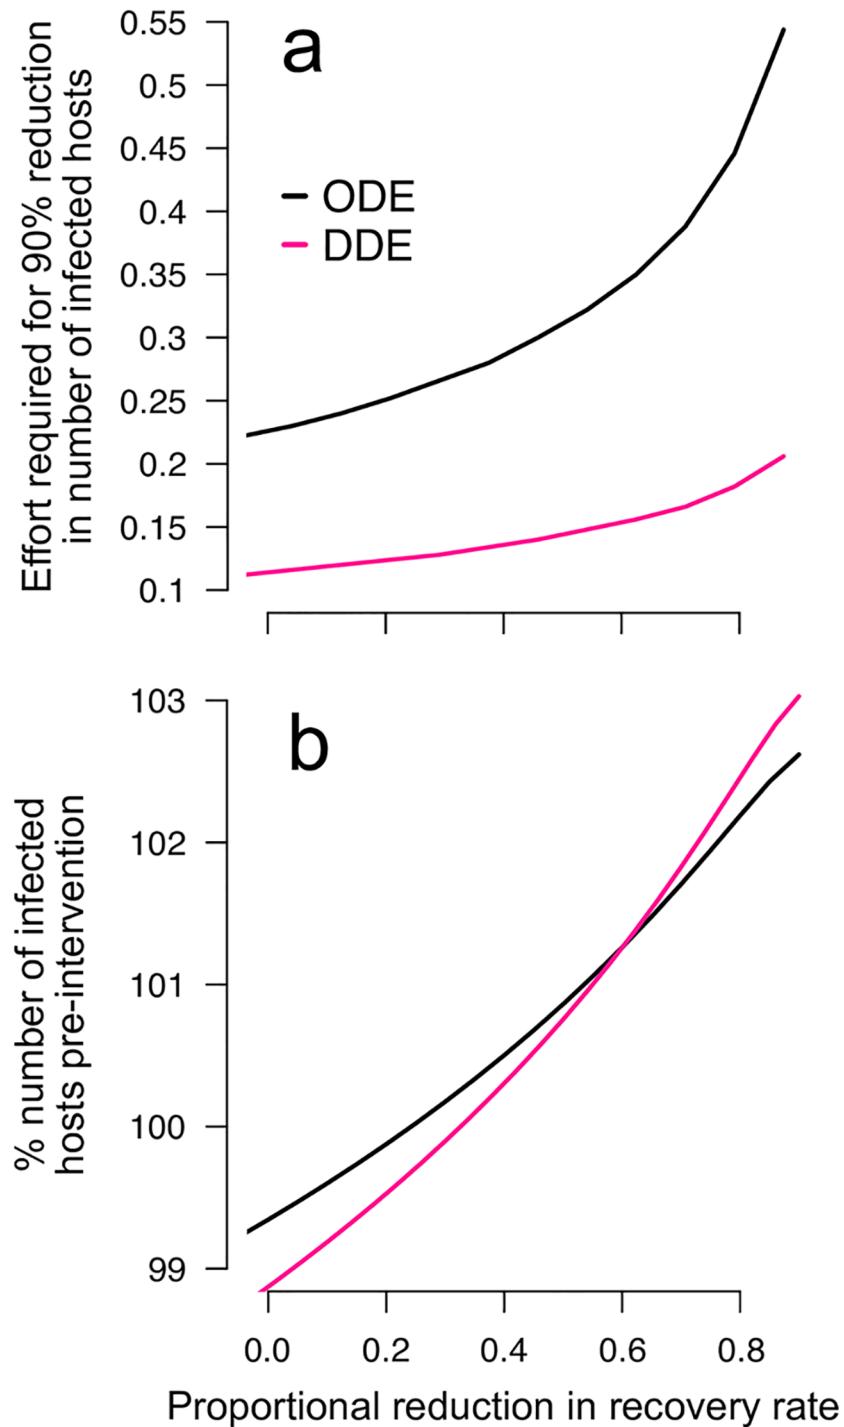 a
Effort required for 90% reduction
in number of infected hosts
0.55
0.5
0.45
0.4
0.35
0.3
0.25
0.2
0.15
0.1
ODE
DDE
b
% number of infected
hosts pre-intervention
103
102
101
100
99
0.0 0.2 0.4 0.6 0.8
Proportional reduction in recovery rate